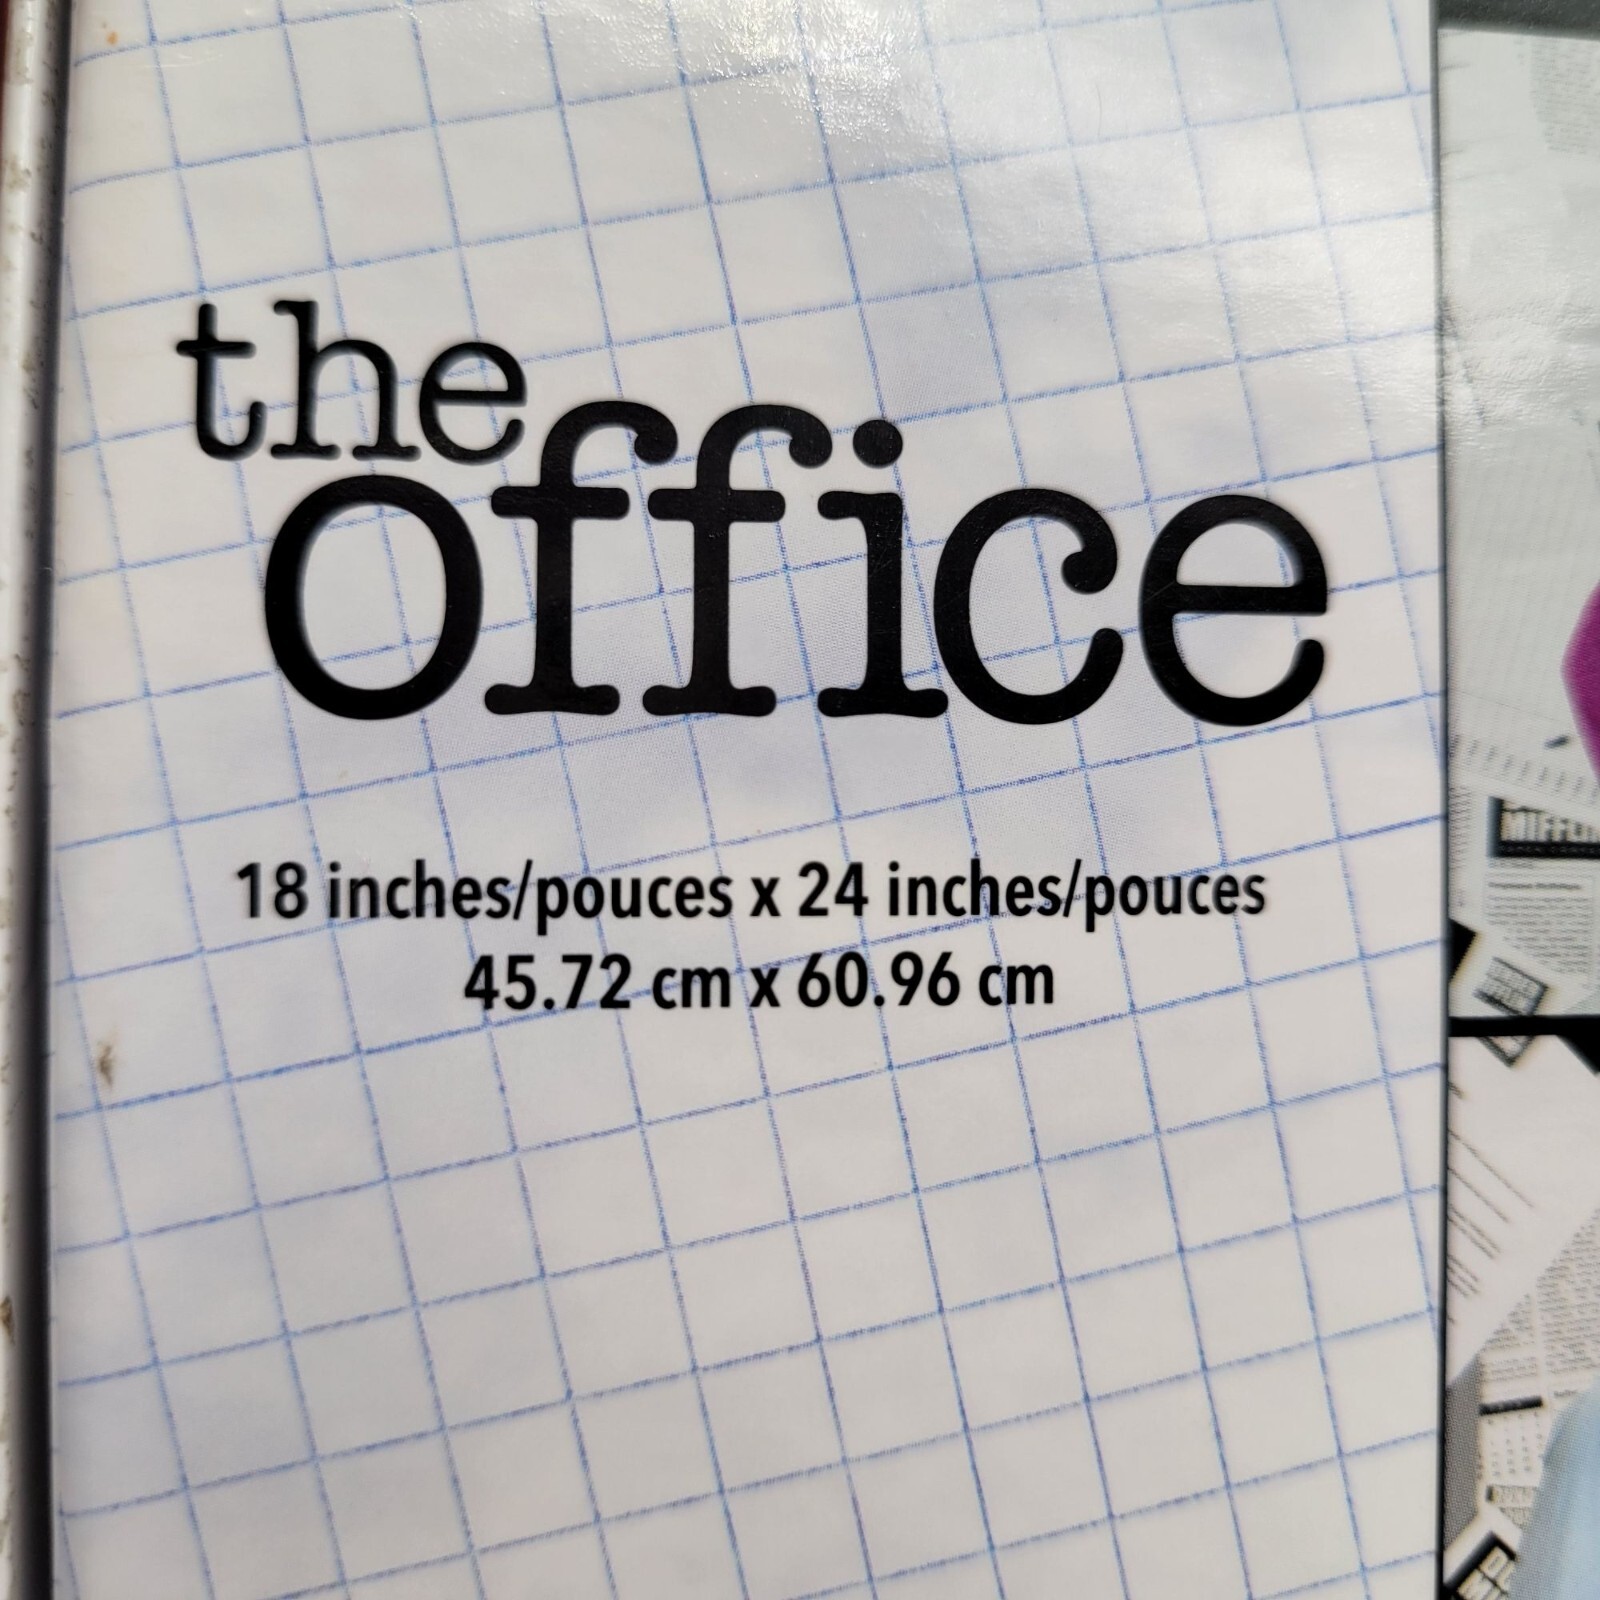 the
office
18 inches/pouces x 24 inches/pouces
45.72 cm x 60.96 cm